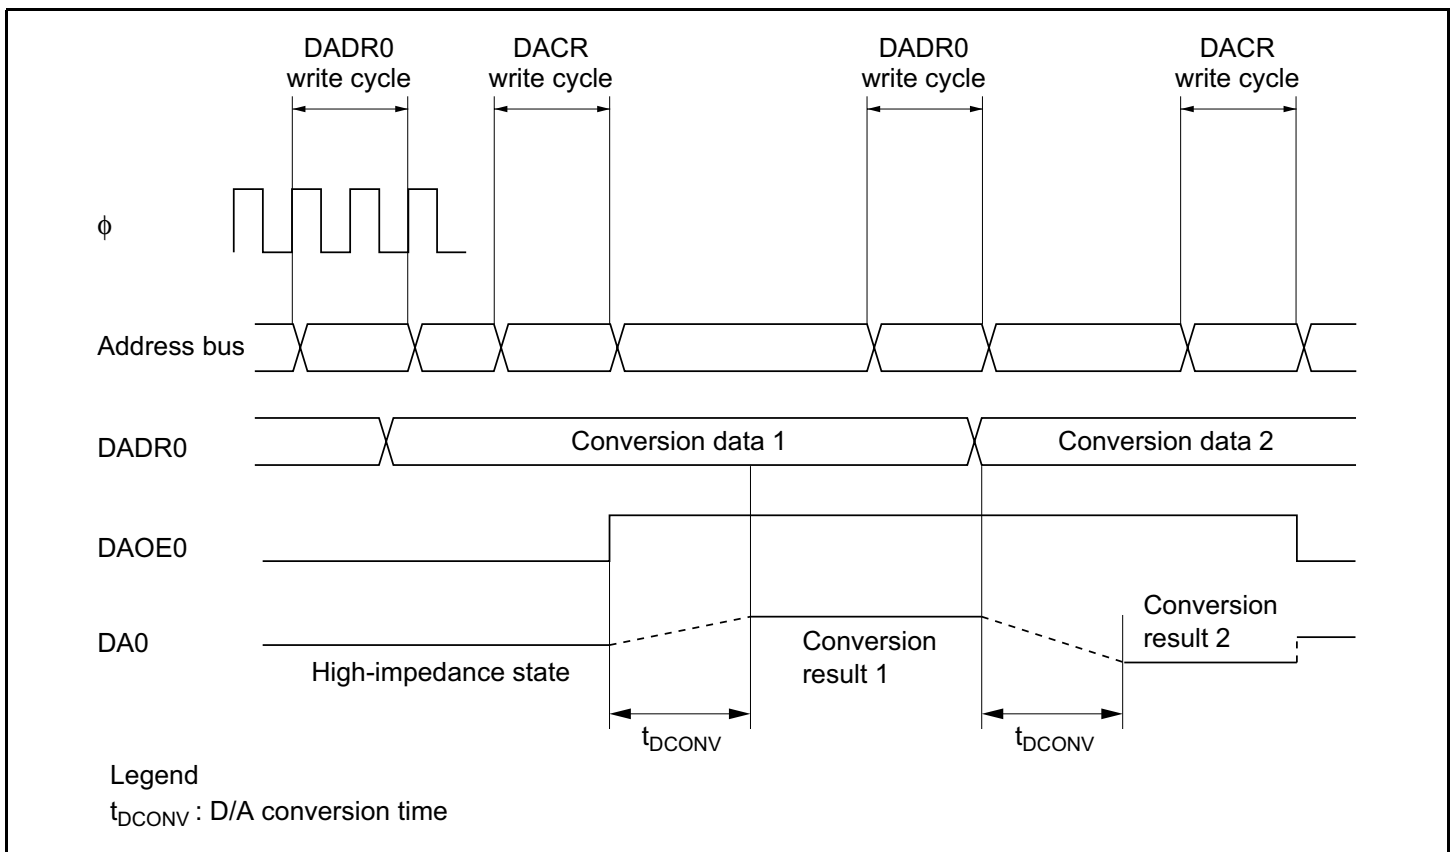 DADR0
write cycle
DACR
write cycle
DADR0
write cycle
DACR
write cycle
ϕ
Address bus
DADR0
Conversion data 1
Conversion data 2
DAOE0
DA0
High-impedance state
Conversion
result 1
Conversion
result 2
tDCONV
tDCONV
Legend
tDCONV : D/A conversion time